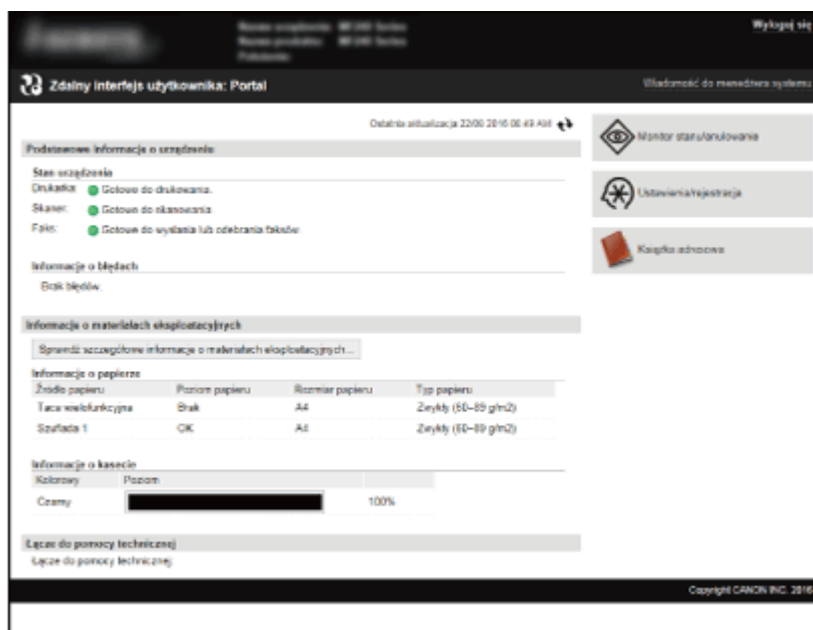 Wyloguj się
Zdalny interfejs użytkownika: Portal
Wiadomość do menedżera systemu
Ostatnia aktualizacja 22/06 2016 06:49 AM
Podstawowe informacje o urządzeniu
Stan urządzenia
Drukarka: Gotowe do drukowania.
Skaner: Gotowe do skanowania.
Faks: Gotowe do wysłania lub odebrania faksów
Informacje o błędach
Brak błędów.
Informacje o materiałach eksploatacyjnych
Sprawdź szczegółowe informacje o materiałach eksploatacyjnych...
Informacje o papierze
Źródło papieru Poziom papieru Rozmiar papieru Typ papieru
Taca wielofunkcyjna Brak A4 Zwykły (60–89 g/m2)
Szuflada 1 OK A4 Zwykły (60–89 g/m2)
Informacje o kasecie
Kolorowy Poziom
Czarny 100%
Łącze do pomocy technicznej
Łącze do pomocy technicznej
Monitor stanu/anulowania
Ustawienia/rejestracja
Książka adresowa
Copyright CANON INC. 2016